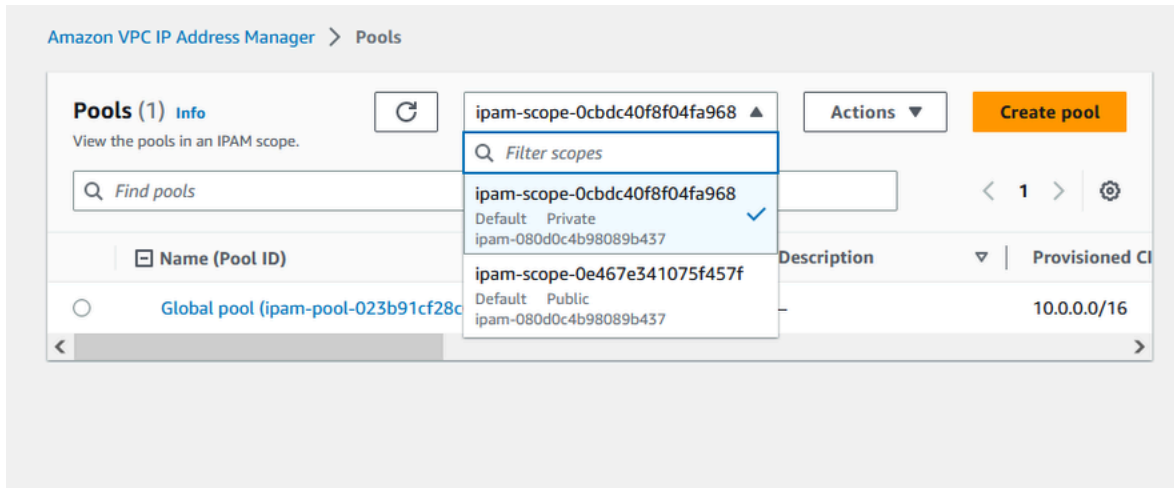 Amazon VPC IP Address Manager > Pools
Pools (1) Info
ipam-scope-0cbdc40f8f04fa968
Actions
Create pool
View the pools in an IPAM scope.
Filter scopes
Find pools
1
ipam-scope-0cbdc40f8f04fa968
Default Private
ipam-080d0c4b98089b437
Name (Pool ID)
Description
Provisioned CI
ipam-scope-0e467e341075f457f
Default Public
ipam-080d0c4b98089b437
Global pool (ipam-pool-023b91cf28c
–
10.0.0.0/16